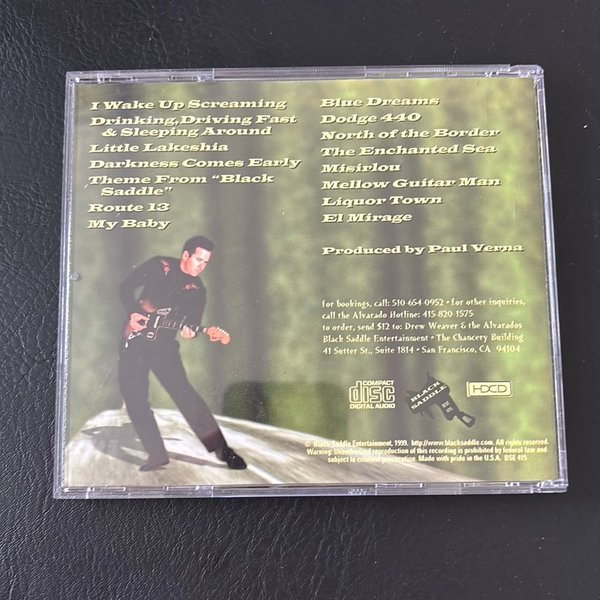 I Wake Up Screaming
Drinking, Driving Fast
& Sleeping Around
Little Lakeshia
Darkness Comes Early
Theme From "Black
Saddle"
Route 13
My Baby
Blue Dreams
Dodge 440
North of the Border
The Enchanted Sea
Misirlou
Mellow Guitar Man
Liquor Town
El Mirage
Produced by Paul Verna
For bookings, call: 510-654-0952 • for other inquiries,
call the Alvarado Hotline: 415-820-1575
to order, send $12 to: Drew Weaver & the Alvarados
Black Saddle Entertainment • The Chancery Building
41 Sutter St., Suite 1814 • San Francisco, CA 94104
COMPACT
disc
DIGITAL AUDIO
BLACK
SADDLE
HDCD
© Black Saddle Entertainment, 1999. http://www.blacksaddle.com. All rights reserved.
Warning: Unauthorized reproduction of this recording is prohibited by federal law and
subject to criminal prosecution. Made with pride in the U.S.A. BSE 415